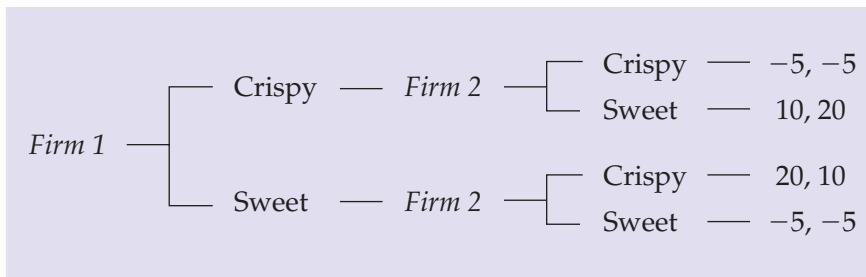 Crispy — −5, −5
Crispy — Firm 2
Sweet — 10, 20
Firm 1
Crispy — 20, 10
Sweet — Firm 2
Sweet — −5, −5